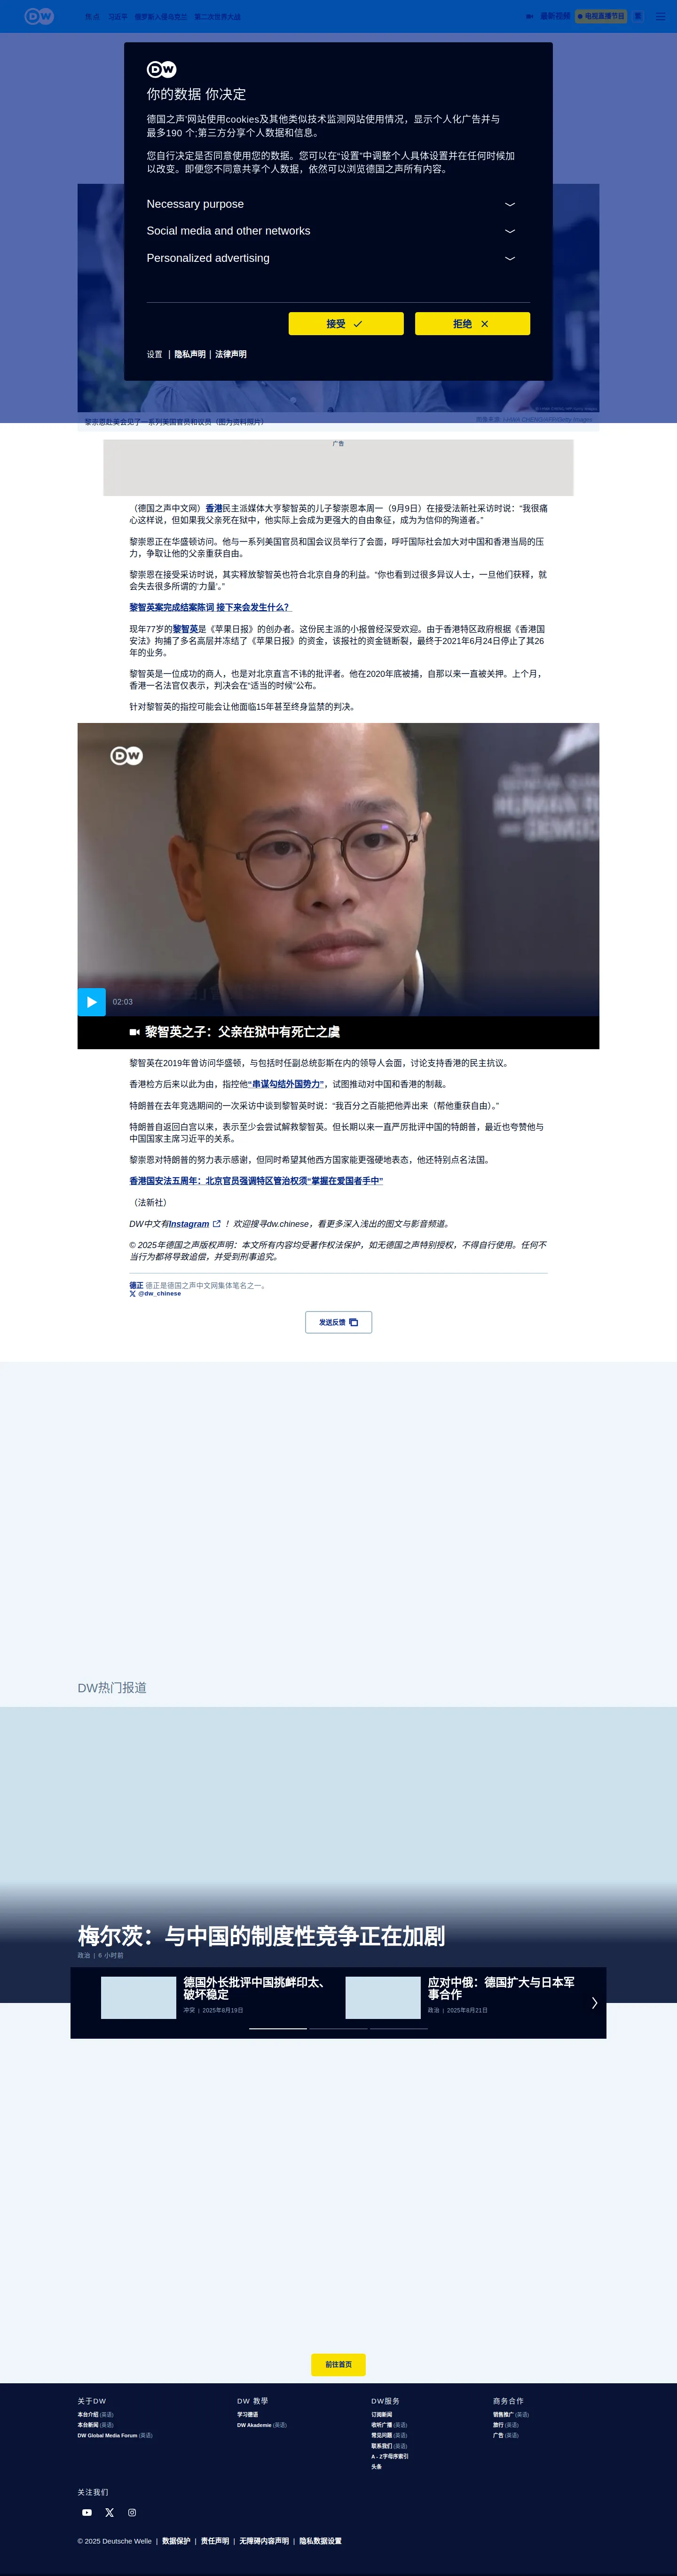 DW
焦点
习近平
俄罗斯入侵乌克兰
第二次世界大战
最新视频
电视直播节目
繁
DW
你的数据 你决定
德国之声'网站使用cookies及其他类似技术监测网站使用情况，显示个人化广告并与
最多190 个;第三方分享个人数据和信息。
您自行决定是否同意使用您的数据。您可以在“设置”中调整个人具体设置并在任何时候加
以改变。即便您不同意共享个人数据，依然可以浏览德国之声所有内容。
Necessary purpose
Social media and other networks
Personalized advertising
接受
拒绝
设置 | 隐私声明 | 法律声明
黎崇恩赴美会见了一系列美国官员和议员（图为资料照片）
广告
（德国之声中文网）香港民主派媒体大亨黎智英的儿子黎崇恩本周一（9月9日）在接受法新社采访时说：“我很痛
心这样说，但如果我父亲死在狱中，他实际上会成为更强大的自由象征，成为为信仰的殉道者。”
黎崇恩正在华盛顿访问。他与一系列美国官员和国会议员举行了会面，呼吁国际社会加大对中国和香港当局的压
力，争取让他的父亲重获自由。
黎崇恩在接受采访时说，其实释放黎智英也符合北京自身的利益。“你也看到过很多异议人士，一旦他们获释，就
会失去很多所谓的‘力量’。”
黎智英案完成结案陈词 接下来会发生什么？
现年77岁的黎智英是《苹果日报》的创办者。这份民主派的小报曾经深受欢迎。由于香港特区政府根据《香港国
安法》拘捕了多名高层并冻结了《苹果日报》的资金，该报社的资金链断裂，最终于2021年6月24日停止了其26
年的业务。
黎智英是一位成功的商人，也是对北京直言不讳的批评者。他在2020年底被捕，自那以来一直被关押。上个月，
香港一名法官仅表示，判决会在“适当的时候”公布。
针对黎智英的指控可能会让他面临15年甚至终身监禁的判决。
DW
HUMAN R
02:03
黎智英之子：父亲在狱中有死亡之虞
黎智英在2019年曾访问华盛顿，与包括时任副总统彭斯在内的领导人会面，讨论支持香港的民主抗议。
香港检方后来以此为由，指控他“串谋勾结外国势力”，试图推动对中国和香港的制裁。
特朗普在去年竞选期间的一次采访中谈到黎智英时说：“我百分之百能把他弄出来（帮他重获自由）。”
特朗普自返回白宫以来，表示至少会尝试解救黎智英。但长期以来一直严厉批评中国的特朗普，最近也夸赞他与
中国国家主席习近平的关系。
黎崇恩对特朗普的努力表示感谢，但同时希望其他西方国家能更强硬地表态，他还特别点名法国。
香港国安法五周年：北京官员强调特区管治权须“掌握在爱国者手中”
（法新社）
DW中文有Instagram ！欢迎搜寻dw.chinese，看更多深入浅出的图文与影音频道。
© 2025年德国之声版权声明：本文所有内容均受著作权法保护，如无德国之声特别授权，不得自行使用。任何不
当行为都将导致追偿，并受到刑事追究。
德正 德正是德国之声中文网集体笔名之一。
@dw_chinese
发送反馈
DW热门报道
梅尔茨：与中国的制度性竞争正在加剧
政治 | 6 小时前
德国外长批评中国挑衅印太、
破坏稳定
冲突 | 2025年8月19日
应对中俄：德国扩大与日本军
事合作
政治 | 2025年8月21日
前往首页
关于DW
本台介绍 (英语)
本台新闻 (英语)
DW Global Media Forum (英语)
DW 教學
学习德语
DW Akademie (英语)
DW服务
订阅新闻
收听广播 (英语)
常见问题 (英语)
联系我们 (英语)
A - Z字母序索引
头条
商务合作
销售推广 (英语)
旅行 (英语)
广告 (英语)
关注我们
© 2025 Deutsche Welle | 数据保护 | 责任声明 | 无障碍内容声明 | 隐私数据设置